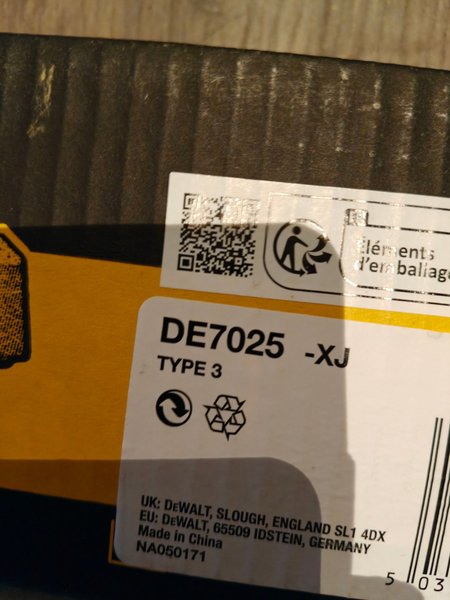 FR
Éléments
d'emballage
DE7025 -XJ
TYPE 3
UK: DEWALT, SLOUGH, ENGLAND SL1 4DX
EU: DEWALT, 65509 IDSTEIN, GERMANY
Made in China
NA050171
5 03